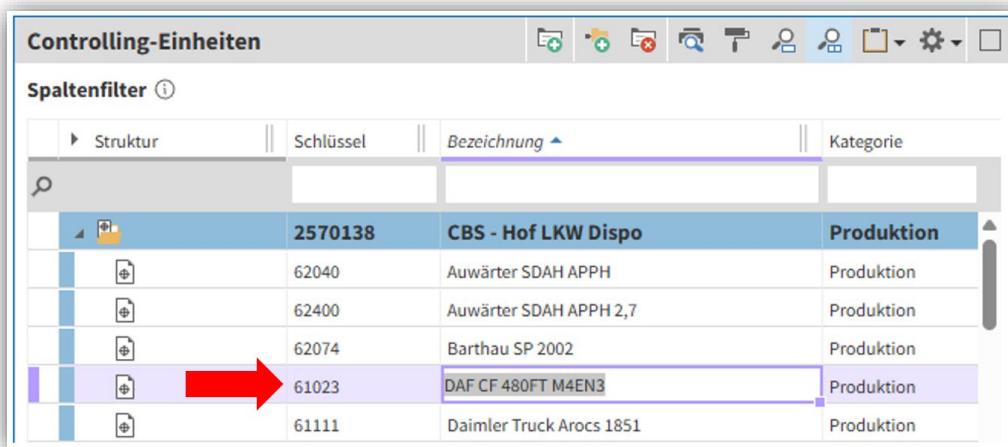 Controlling-Einheiten
Spaltenfilter
Struktur Schlüssel Bezeichnung Kategorie
2570138 CBS - Hof LKW Dispo Produktion
62040 Auwärter SDAH APPH Produktion
62400 Auwärter SDAH APPH 2,7 Produktion
62074 Barthau SP 2002 Produktion
61023 DAF CF 480FT M4EN3 Produktion
61111 Daimler Truck Arocs 1851 Produktion